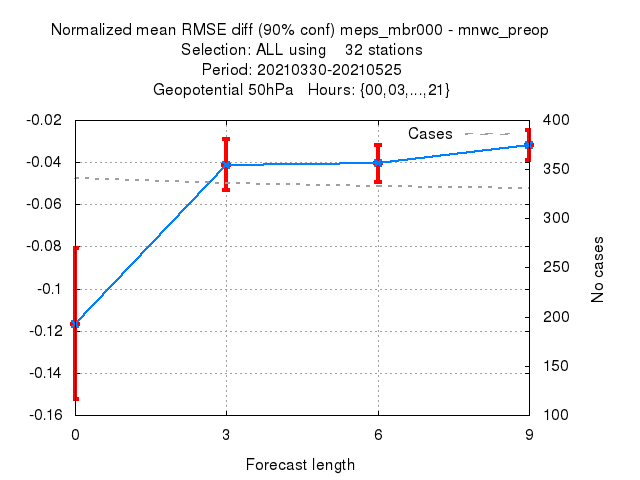 Normalized mean RMSE diff (90% conf) meps_mbr000 - mnwc_preop
Selection: ALL using    32 stations
Period: 20210330-20210525
Geopotential 50hPa   Hours: {00,03,...,21}
-0.02
-0.04
-0.06
-0.08
-0.1
-0.12
-0.14
-0.16
Cases
400
350
300
250
200
150
100
No cases
0 3 6 9
Forecast length